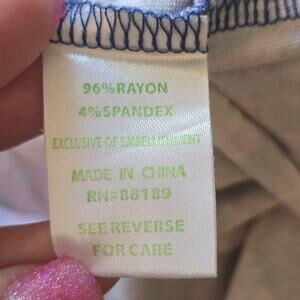 96%RAYON
4%SPANDEX
EXCLUSIVE OF EMBELLISHMENT
MADE IN CHINA
RN#88189
SEE REVERSE
FOR CARE